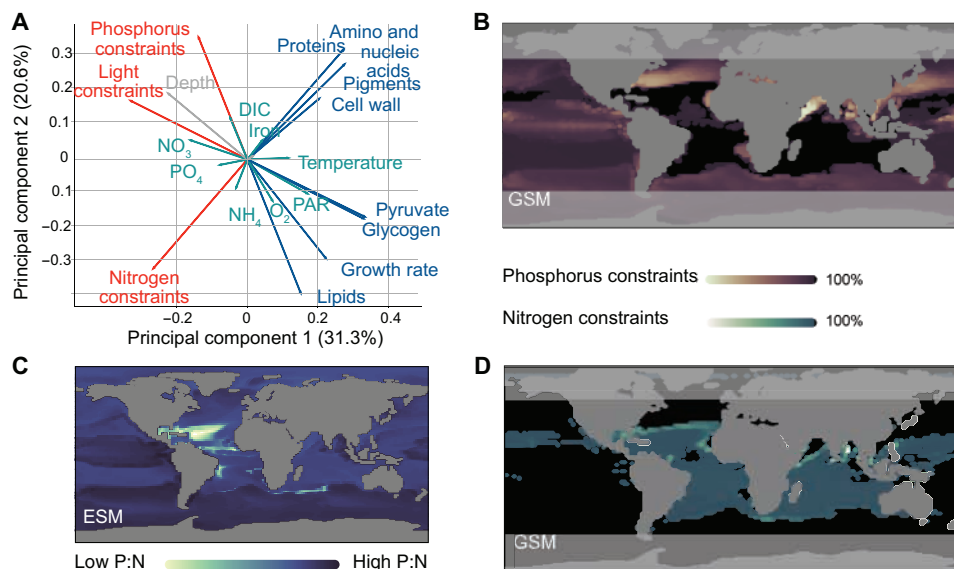 A
Phosphorus
constraints
Light
constraints
Depth
DIC
Iron
NO3
PO4
NH4
O2
PAR
Temperature
Proteins
Amino and
nucleic
acids
Pigments
Cell wall
Pyruvate
Glycogen
Growth rate
Lipids
Nitrogen
constraints
Principal component 2 (20.6%)
0.3
0.2
0.1
0
0.1
−0.2
−0.3
−0.2
0
0.2
0.4
Principal component 1 (31.3%)
B
GSM
Phosphorus constraints
100%
Nitrogen constraints
100%
C
ESM
Low P:N
High P:N
D
GSM